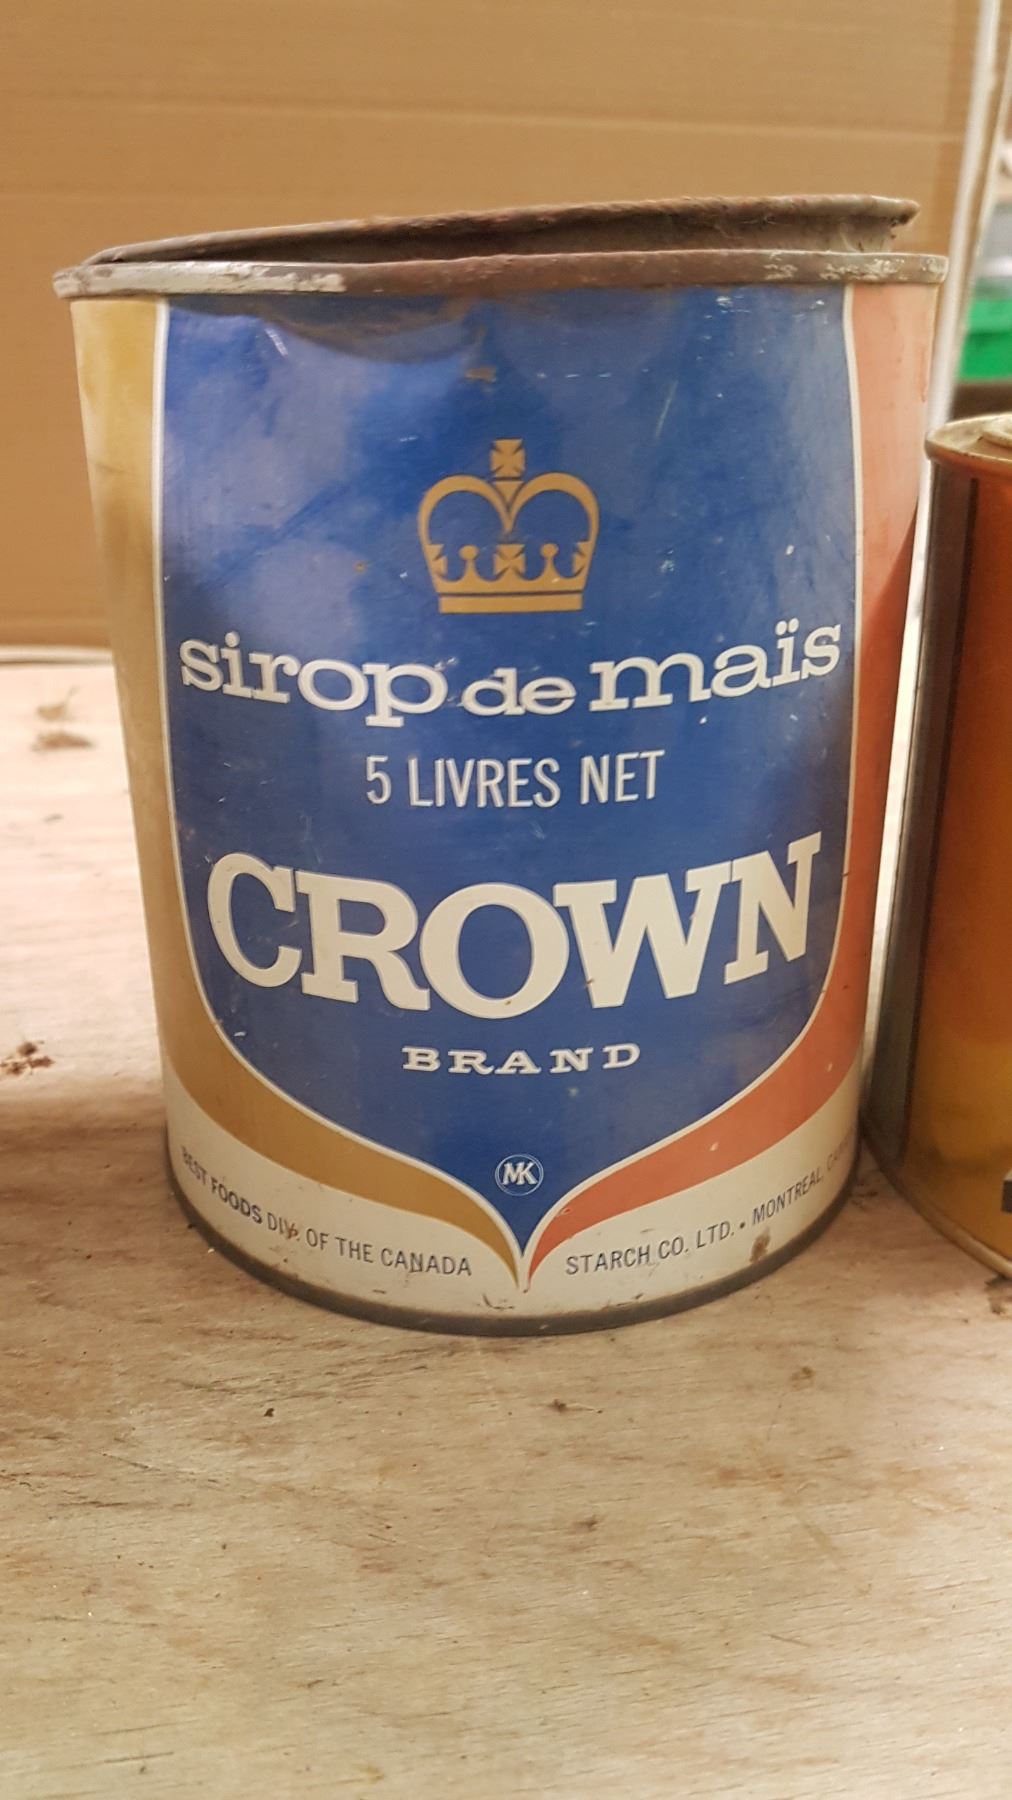 sirop de maïs
5 LIVRES NET
CROWN
BRAND
MK
BEST FOODS DIV. OF THE CANADA STARCH CO. LTD. • MONTREAL,